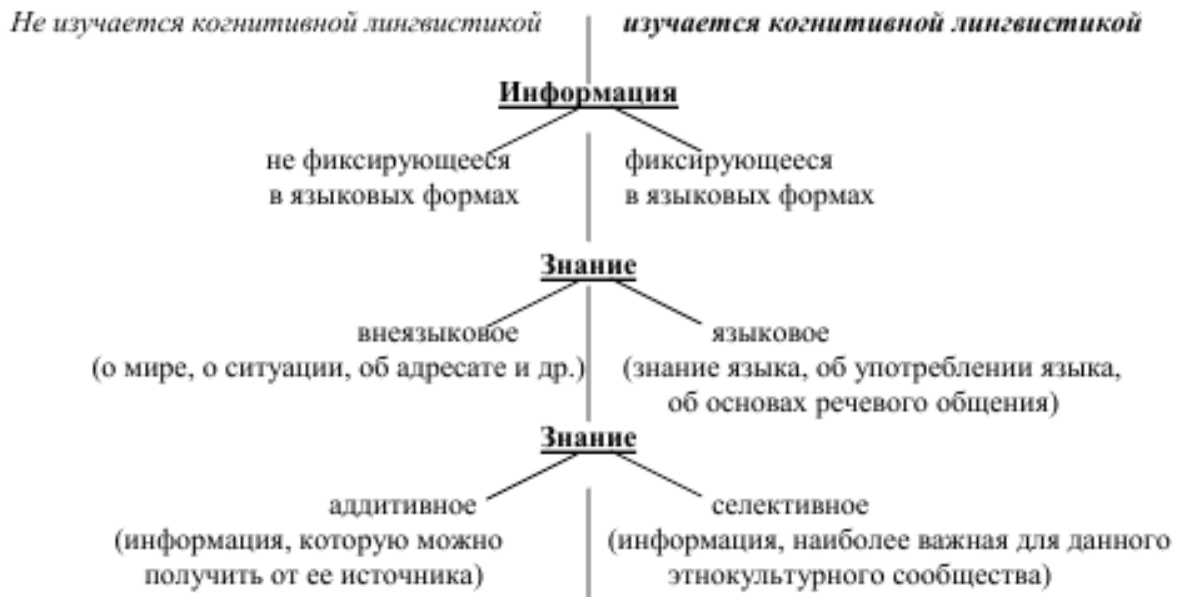 Не изучается когнитивной лингвистикой
изучается когнитивной лингвистикой
Информация
не фиксирующееся
в языковых формах
фиксирующееся
в языковых формах
Знание
внеязыковое
(о мире, о ситуации, об адресате и др.)
языковое
(знание языка, об употреблении языка,
об основах речевого общения)
Знание
аддитивное
(информация, которую можно
получить от ее источника)
селективное
(информация, наиболее важная для данного
этнокультурного сообщества)